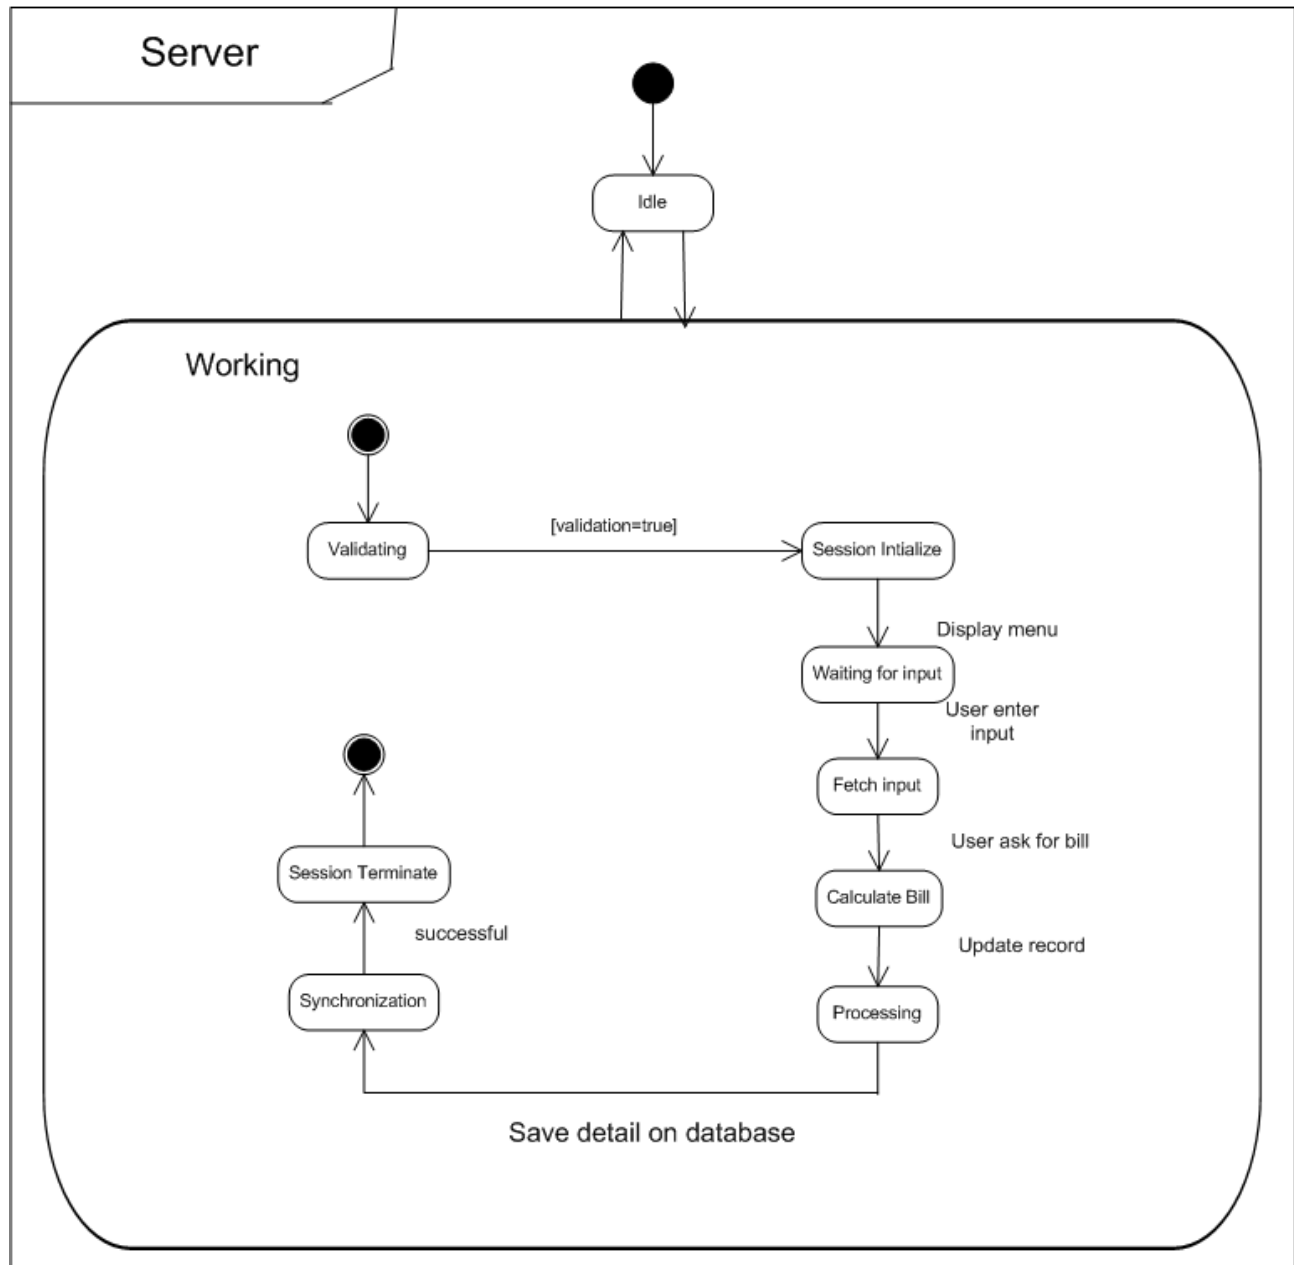 Server
Idle
Working
[validation=true]
Validating
Session Intialize
Display menu
Waiting for input
User enter
input
Fetch input
User ask for bill
Session Terminate
Calculate Bill
successful
Update record
Synchronization
Processing
Save detail on database